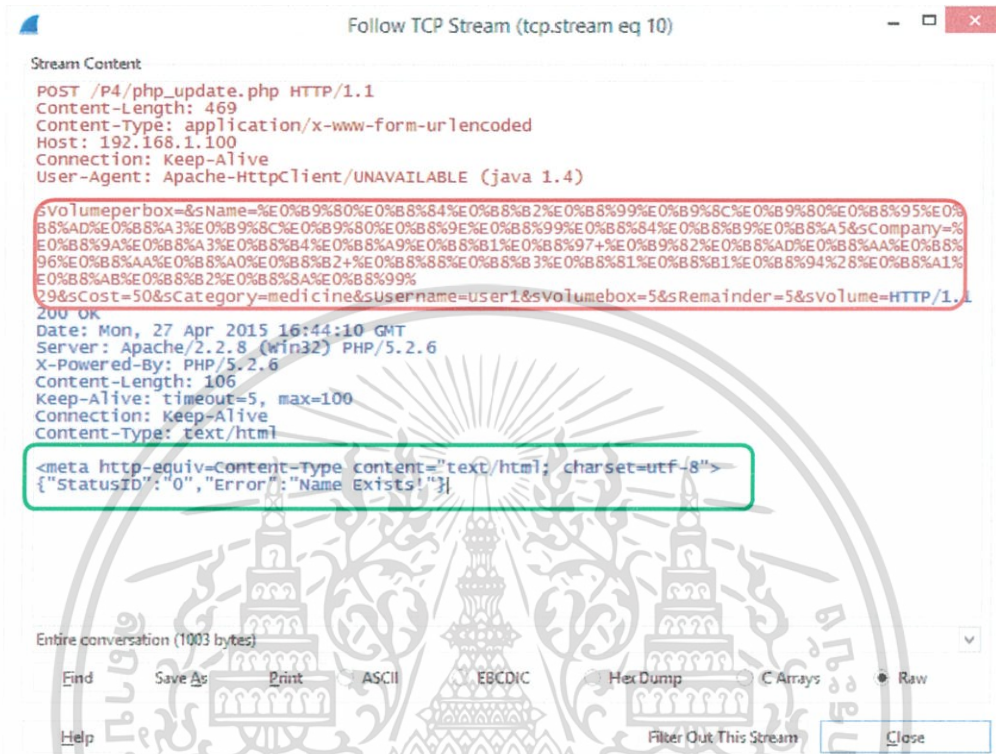 Follow TCP Stream (tcp.stream eq 10)
Stream Content
POST /P4/php_update.php HTTP/1.1
Content-Length: 469
Content-Type: application/x-www-form-urlencoded
Host: 192.168.1.100
Connection: Keep-Alive
User-Agent: Apache-HttpClient/UNAVAILABLE (java 1.4)
sVolumeperbox=&sName=%E0%B9%80%E0%B8%84%E0%B8%B2%E0%B8%99%E0%B9%8C%E0%B9%80%E0%B8%95%E0%
B8%AD%E0%B8%A3%E0%B9%8C%E0%B9%80%E0%B8%9E%E0%B8%99%E0%B8%84%E0%B8%B9%E0%B8%A5&sCompany=%
E0%B8%9A%E0%B8%A3%E0%B8%B4%E0%B8%A9%E0%B8%B1%E0%B8%97+%E0%B9%82%E0%B8%AD%E0%B8%AA%E0%B8%
96%E0%B8%AA%E0%B8%A0%E0%B8%B2+%E0%B8%88%E0%B8%B3%E0%B8%81%E0%B8%B1%E0%B8%94%28%E0%B8%A1%
E0%B8%AB%E0%B8%B2%E0%B8%8A%E0%B8%99%
29&sCost=50&sCategory=medicine&sUsername=user1&sVolumebox=5&sRemainder=5&sVolume=HTTP/1.1
200 OK
Date: Mon, 27 Apr 2015 16:44:10 GMT
Server: Apache/2.2.8 (Win32) PHP/5.2.6
X-Powered-By: PHP/5.2.6
Content-Length: 106
Keep-Alive: timeout=5, max=100
Connection: Keep-Alive
Content-Type: text/html
<meta http-equiv=Content-Type content="text/html; charset=utf-8">
{"StatusID":"0","Error":"Name Exists!"}
Entire conversation (1003 bytes)
Find Save As Print ASCII EBCDIC Hex Dump C Arrays Raw
Help Filter Out This Stream Close